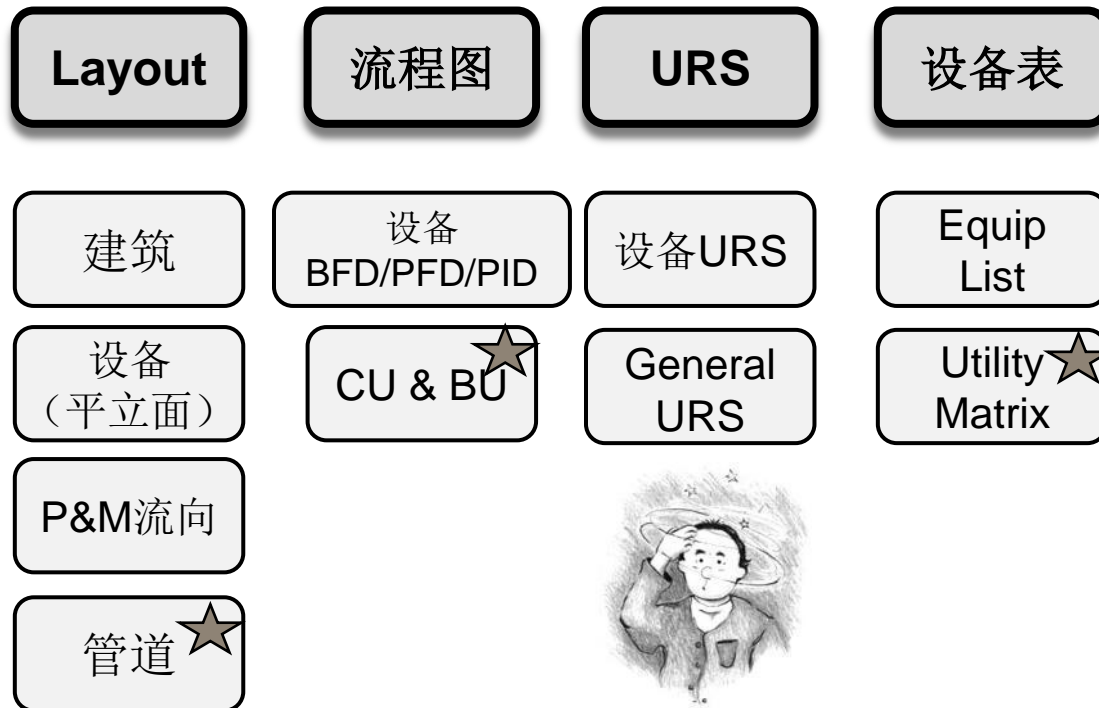 Layout
流程图
URS
设备表
建筑
设备
BFD/PFD/PID
设备URS
Equip
List
设备
（平立面）
CU & BU
General
URS
Utility
Matrix
P&M流向
管道